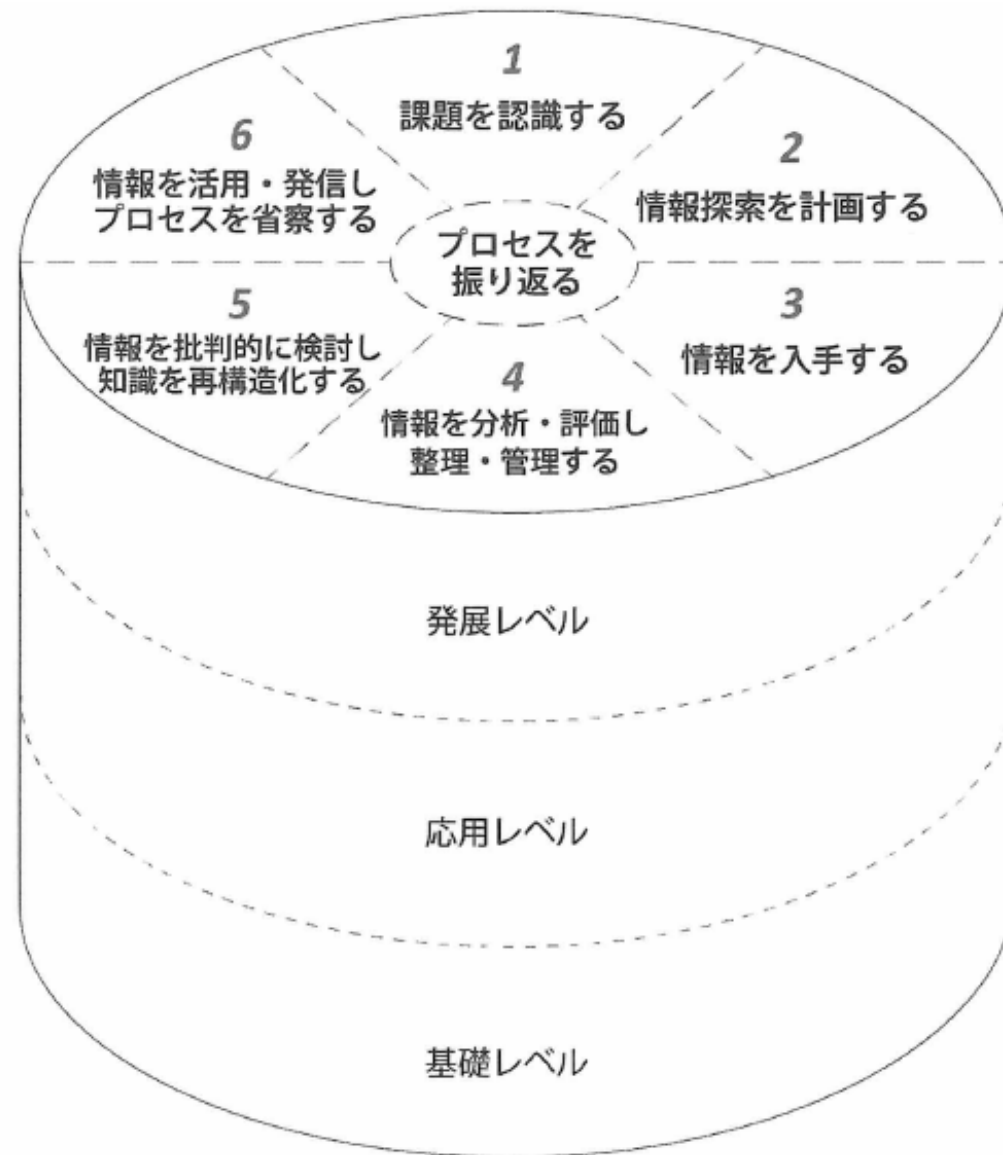 1
課題を認識する
2
情報探索を計画する
3
情報を入手する
4
情報を分析・評価し
整理・管理する
5
情報を批判的に検討し
知識を再構造化する
6
情報を活用・発信し
プロセスを省察する
プロセスを
振り返る
発展レベル
応用レベル
基礎レベル